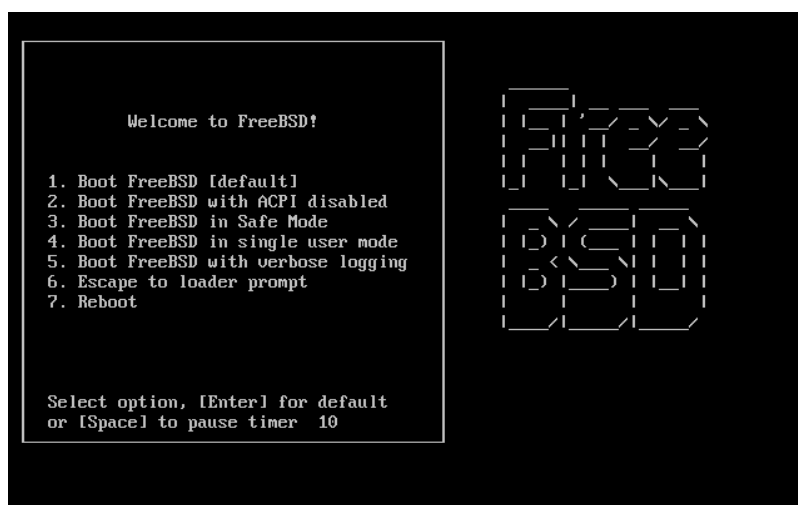 Welcome to FreeBSD!
1. Boot FreeBSD [default]
2. Boot FreeBSD with ACPI disabled
3. Boot FreeBSD in Safe Mode
4. Boot FreeBSD in single user mode
5. Boot FreeBSD with verbose logging
6. Escape to loader prompt
7. Reboot
Select option, [Enter] for default
or [Space] to pause timer  10
Free
BSD